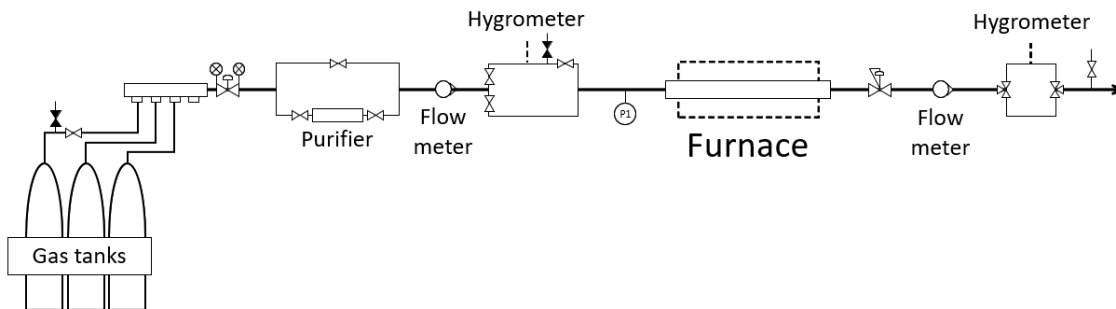 Hygrometer
Hygrometer
Purifier
Flow
meter
P1
Furnace
Flow
meter
Gas tanks